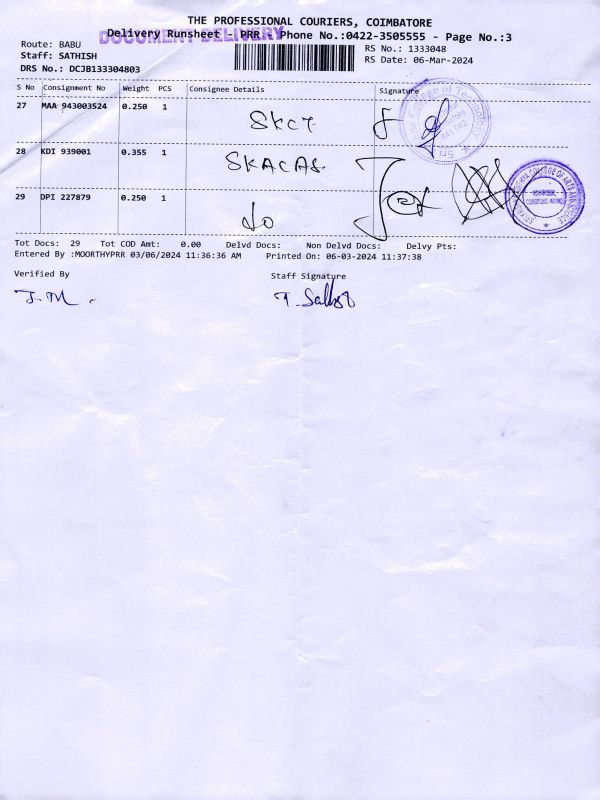 THE PROFESSIONAL COURIERS, COIMBATORE
DOCUMENT DELIVERY
Delivery Runsheet PRR - Phone No.:0422-3505555 - Page No.:3
Route: BABU
Staff: SATHISH
DRS No.: DCJB133304803
RS No.: 1333048
RS Date: 06-Mar-2024
S No Consignment No Weight PCS Consignee Details Signature
27 MAA 943003524 0.250 1 SKCT
28 KDI 939001 0.355 1 SKACAS
29 DPI 227879 0.250 1 do
Tot Docs: 29 Tot COD Amt: 0.00 Delvd Docs: Non Delvd Docs: Delvy Pts:
Entered By :MOORTHYPRR 03/06/2024 11:36:36 AM Printed On: 06-03-2024 11:37:38
Verified By Staff Signature
J.M. T. Sathish